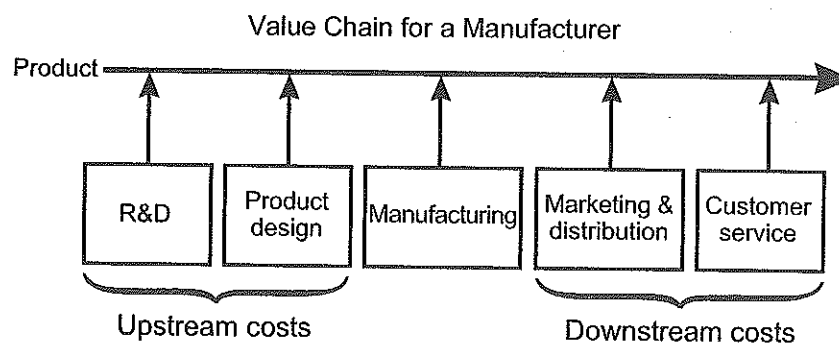 Value Chain for a Manufacturer
Product
R&D
Product
design
Manufacturing
Marketing &
distribution
Customer
service
Upstream costs
Downstream costs